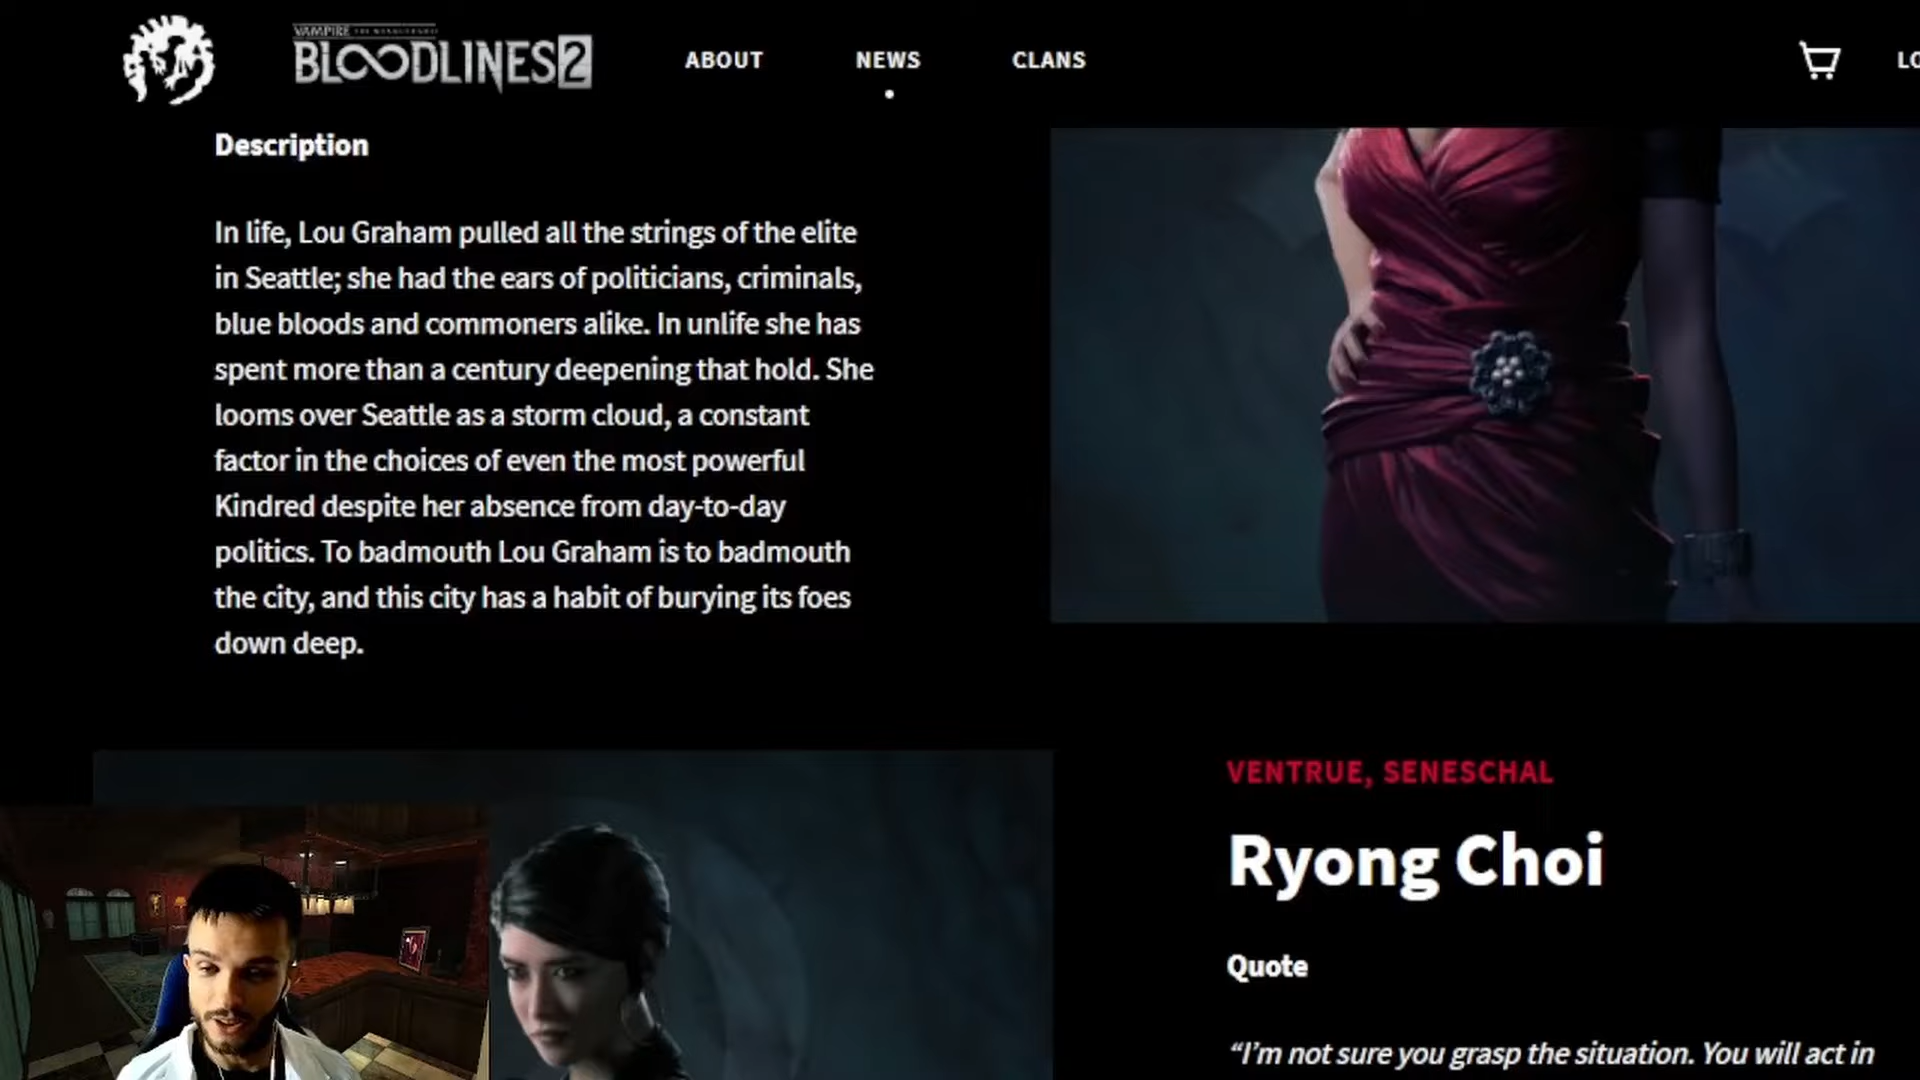 VAMPIRE
BLOODLINES 2
ABOUT
NEWS
CLANS
LO
Description
In life, Lou Graham pulled all the strings of the elite
in Seattle; she had the ears of politicians, criminals,
blue bloods and commoners alike. In unlife she has
spent more than a century deepening that hold. She
looms over Seattle as a storm cloud, a constant
factor in the choices of even the most powerful
Kindred despite her absence from day-to-day
politics. To badmouth Lou Graham is to badmouth
the city, and this city has a habit of burying its foes
down deep.
VENTRUE, SENESCHAL
Ryong Choi
Quote
“I’m not sure you grasp the situation. You will act in